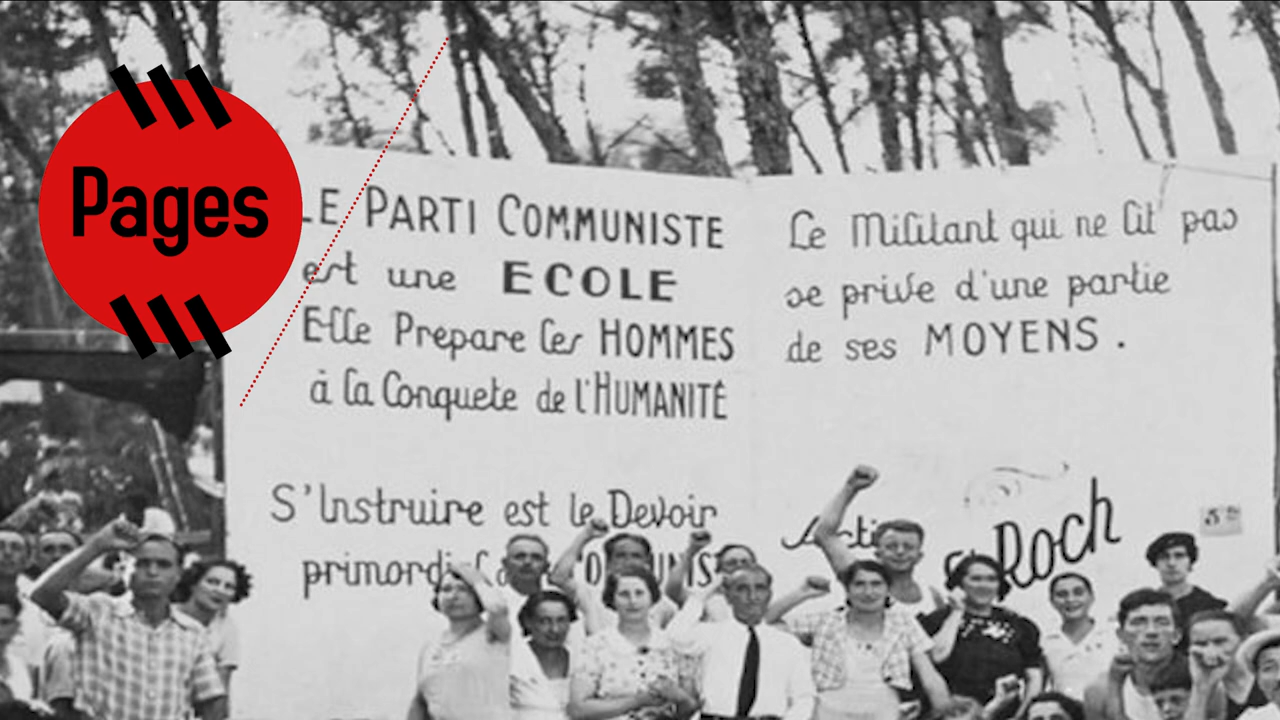 Pages
LE PARTI COMMUNISTE
est une ECOLE
Elle Prepare les HOMMES
à la Conquete de l'HUMANITÉ
S'Instruire est le Devoir
Le Militant qui ne lit pas
se prive d'une partie
de ses MOYENS.
Roch